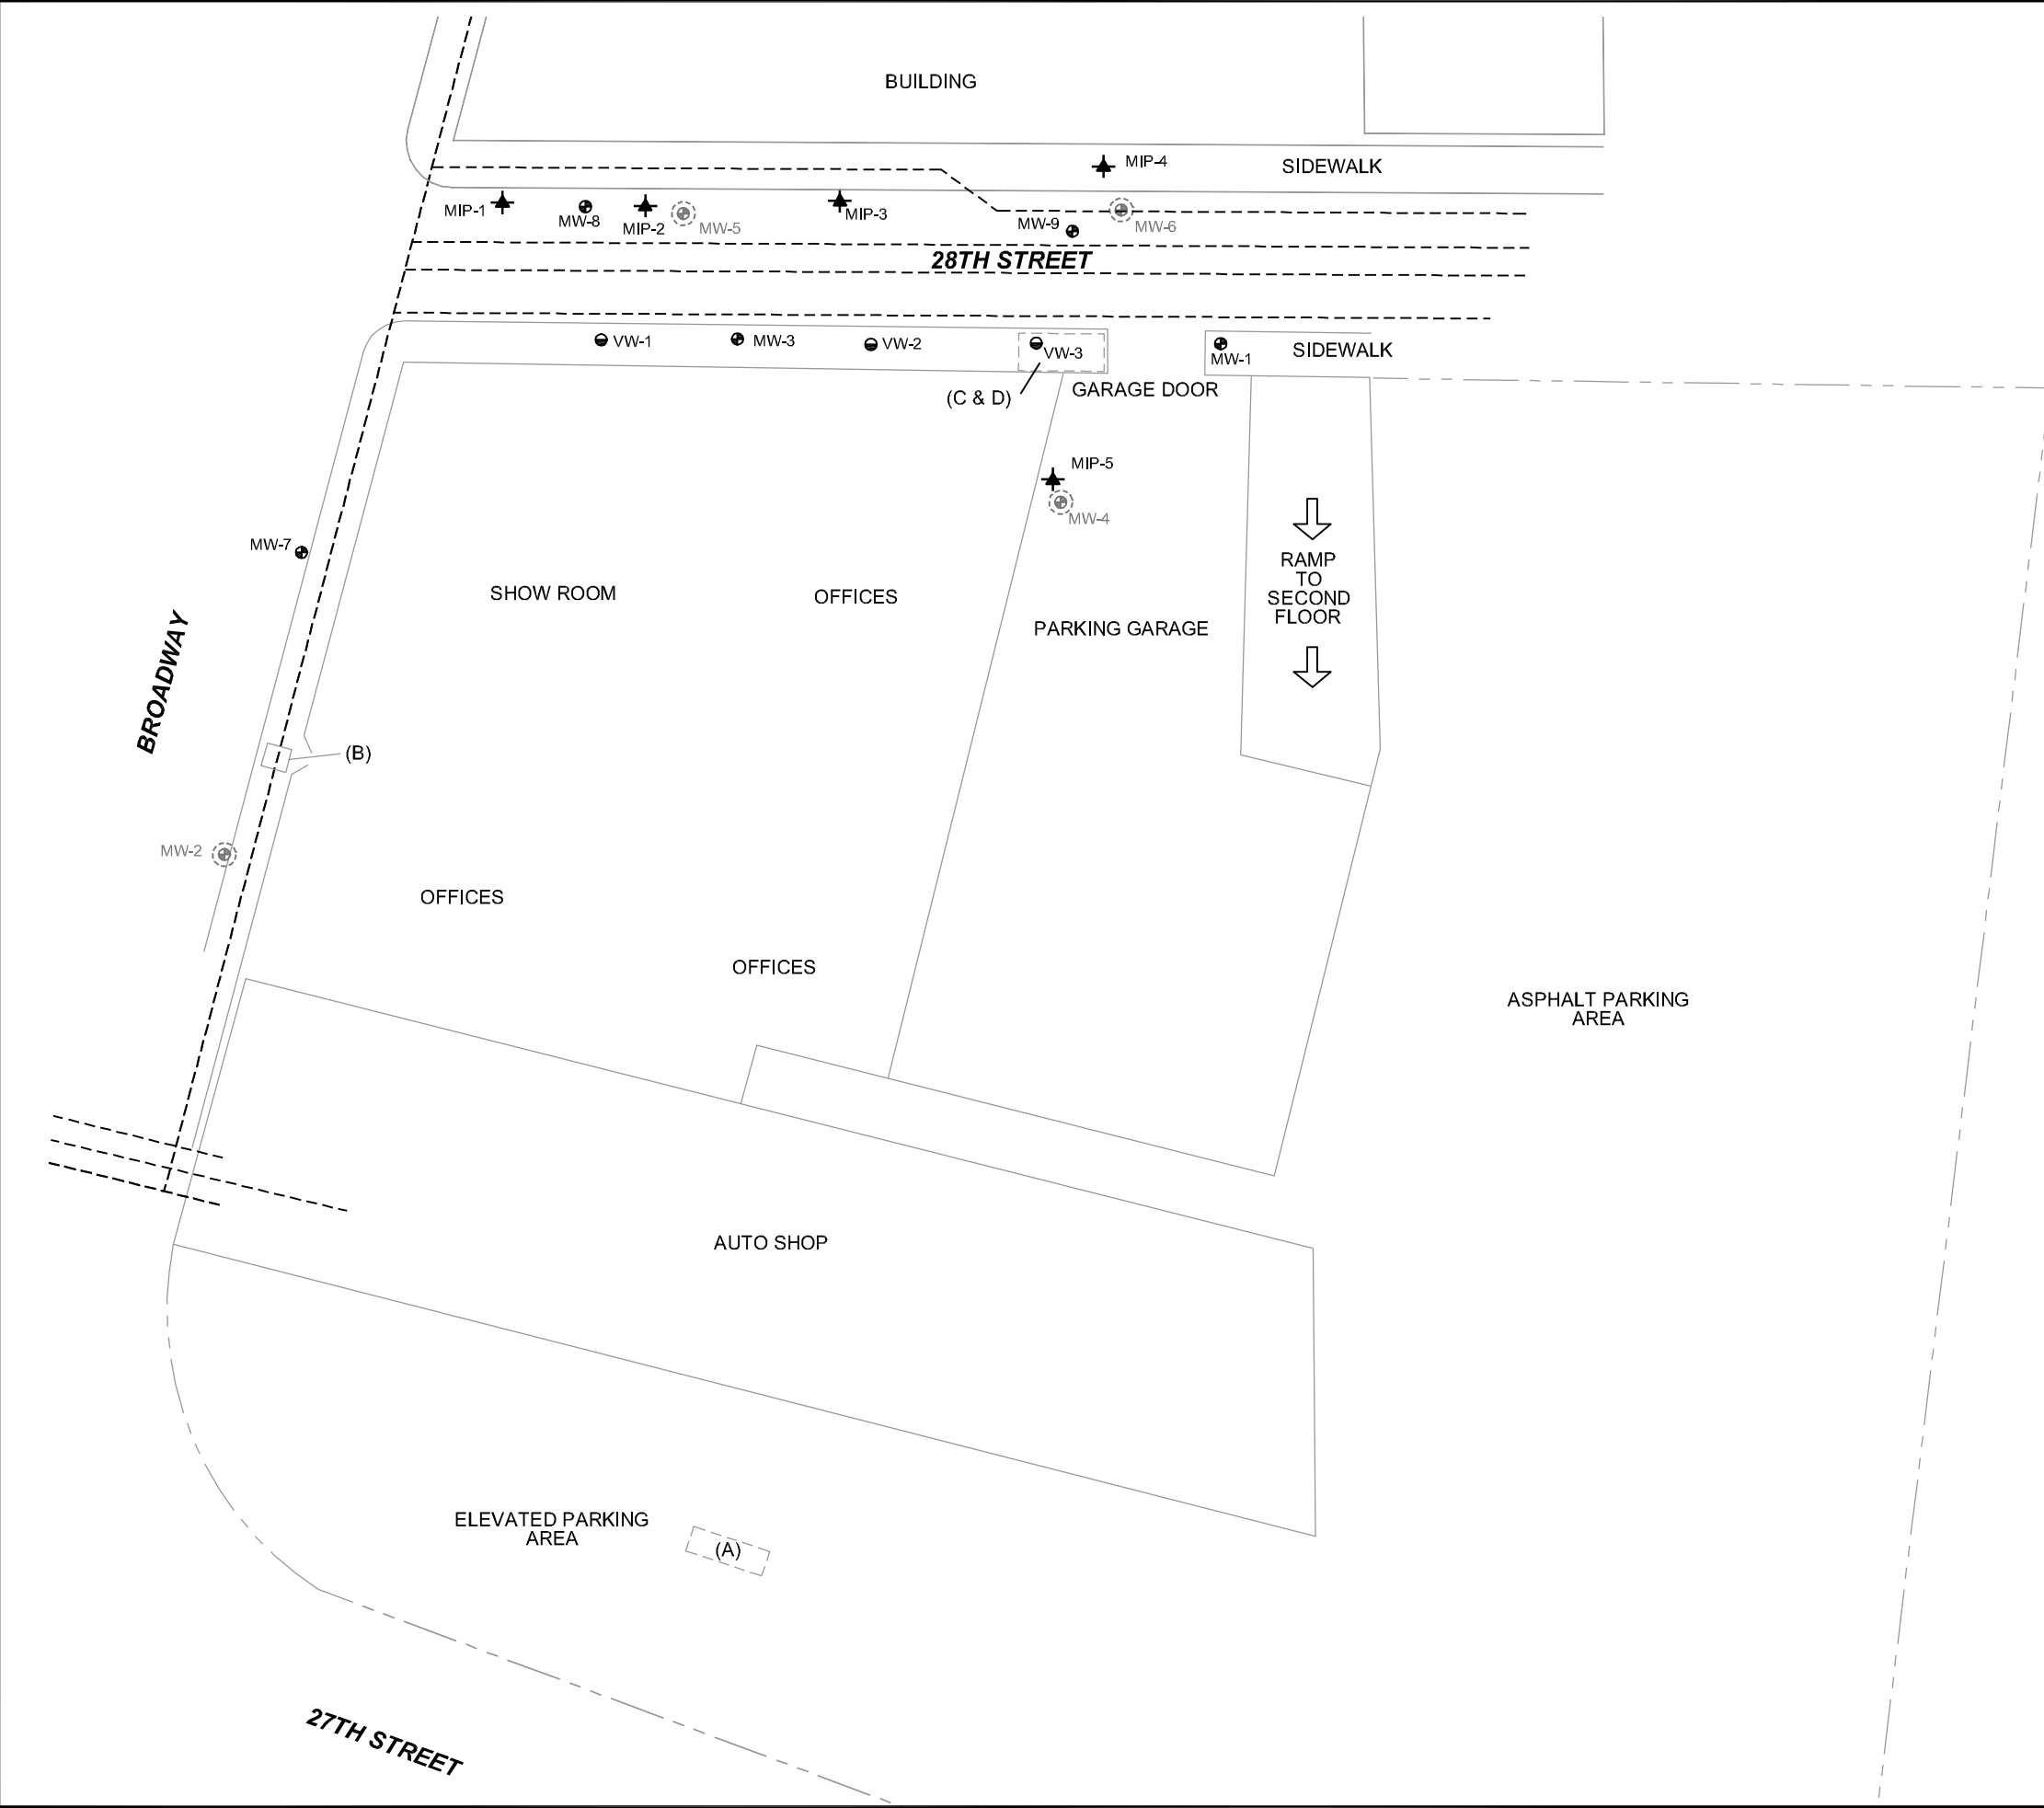 BUILDING
MIP-4
SIDEWALK
MIP-1
MW-8
MIP-2
MW-5
MIP-3
MW-9
MW-6
28TH STREET
VW-1
MW-3
VW-2
VW-3
MW-1
SIDEWALK
(C & D)
GARAGE DOOR
MIP-5
MW-4
MW-7
SHOW ROOM
OFFICES
PARKING GARAGE
RAMP
TO
SECOND
FLOOR
BROADWAY
(B)
MW-2
OFFICES
OFFICES
ASPHALT PARKING
AREA
AUTO SHOP
ELEVATED PARKING
AREA
(A)
27TH STREET